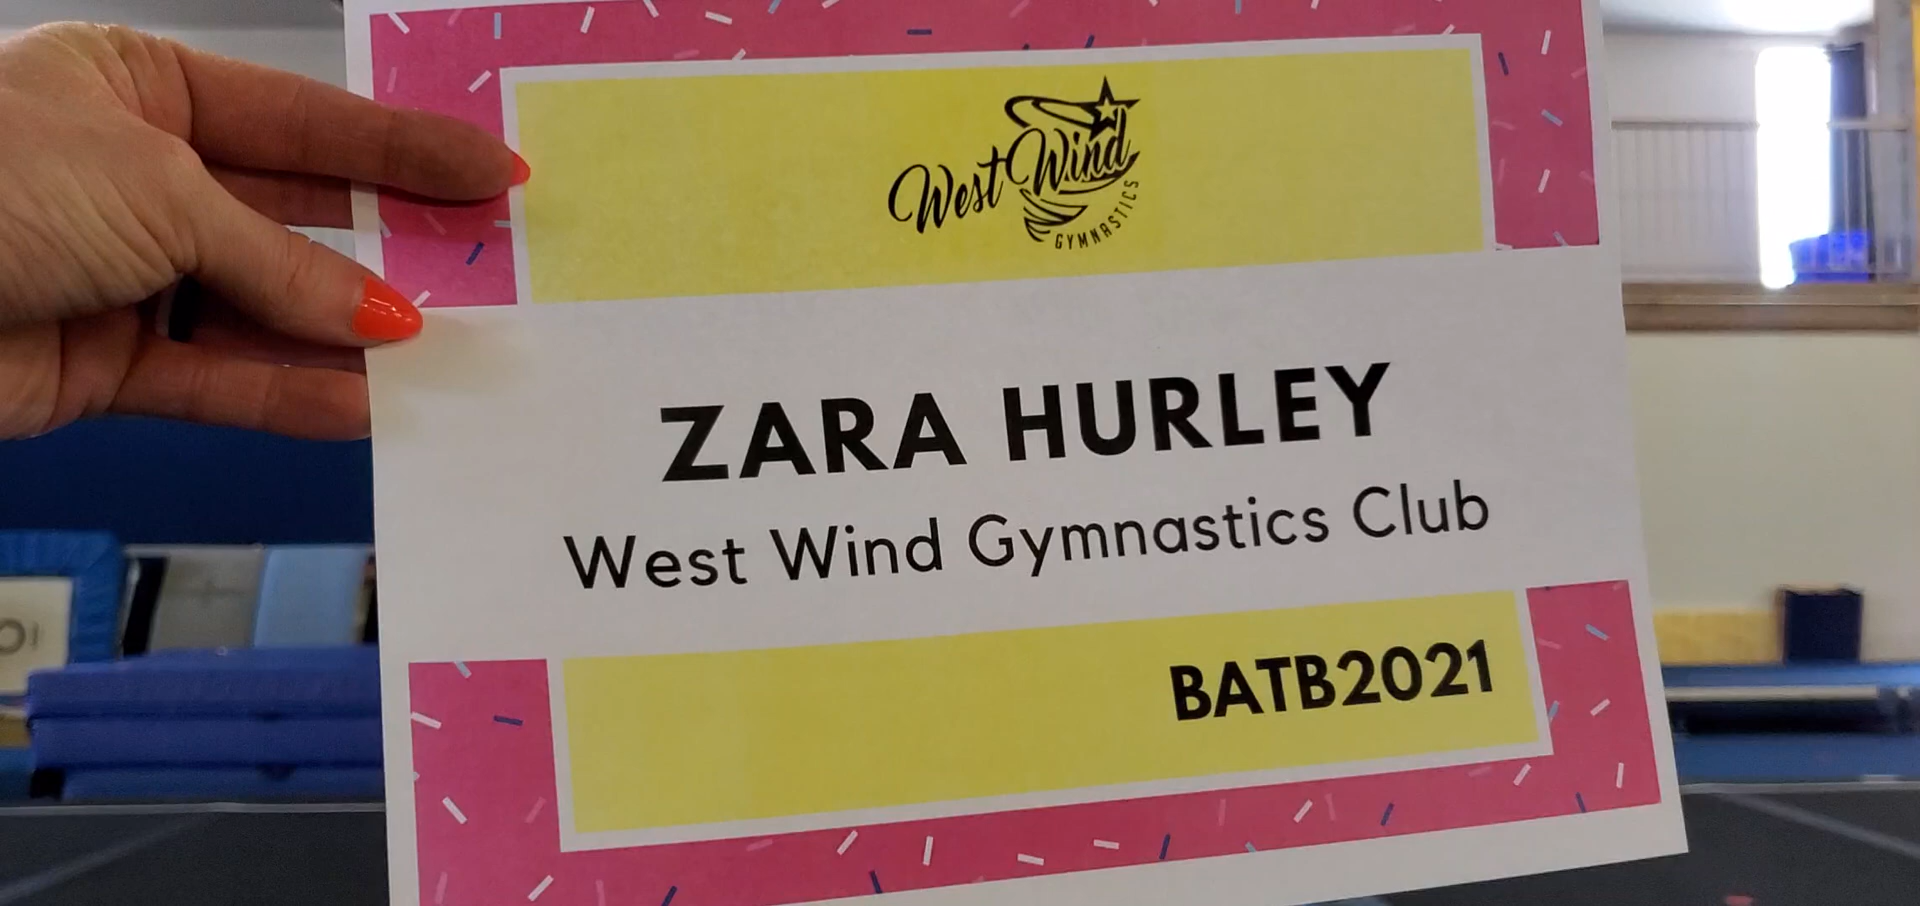 West Wind
GYMNASTICS
ZARA HURLEY
West Wind Gymnastics Club
BATB2021